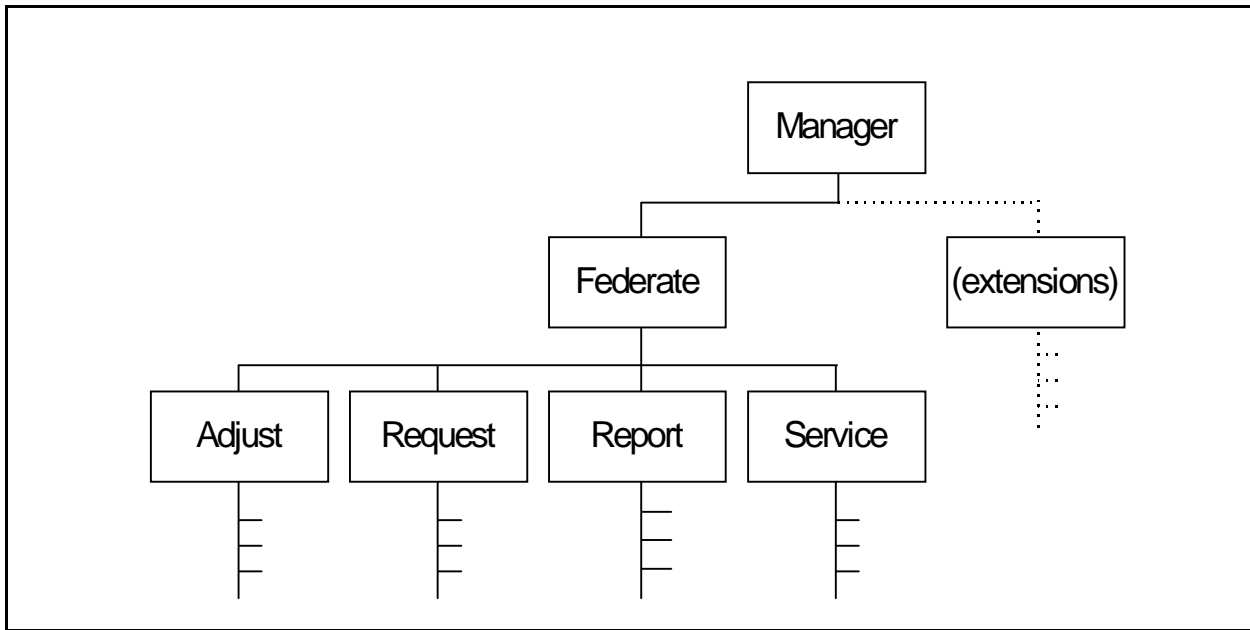 Manager
Federate
(extensions)
Adjust
Request
Report
Service